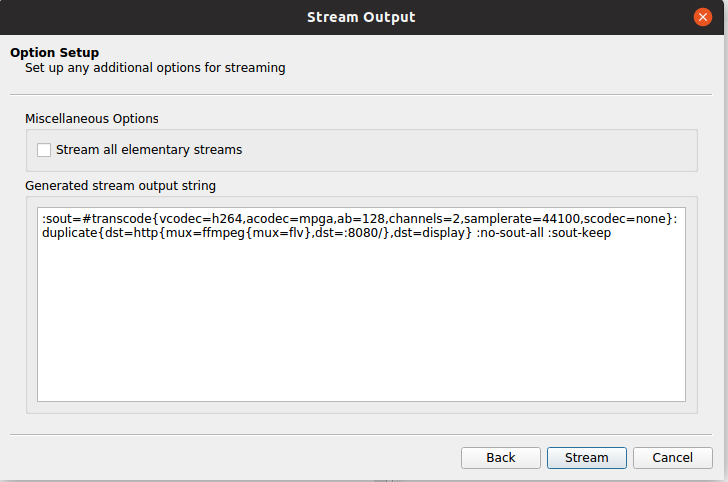 Stream Output
Option Setup
Set up any additional options for streaming
Miscellaneous Options
Stream all elementary streams
Generated stream output string
:sout=#transcode{vcodec=h264,acodec=mpga,ab=128,channels=2,samplerate=44100,scodec=none}:
duplicate{dst=http{mux=ffmpeg{mux=flv},dst=:8080/},dst=display} :no-sout-all :sout-keep
Back Stream Cancel